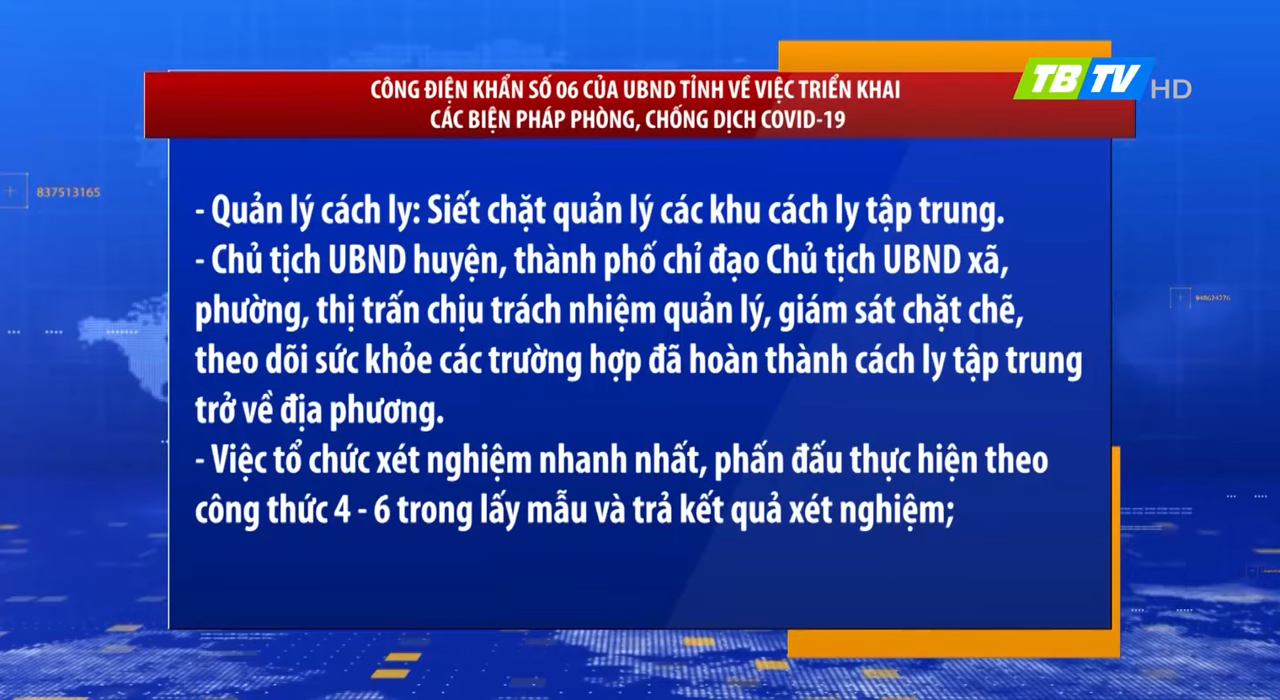 TBTV HD
CÔNG ĐIỆN KHẨN SỐ 06 CỦA UBND TỈNH VỀ VIỆC TRIỂN KHAI
CÁC BIỆN PHÁP PHÒNG, CHỐNG DỊCH COVID-19
837513165
- Quản lý cách ly: Siết chặt quản lý các khu cách ly tập trung.
- Chủ tịch UBND huyện, thành phố chỉ đạo Chủ tịch UBND xã,
phường, thị trấn chịu trách nhiệm quản lý, giám sát chặt chẽ,
theo dõi sức khỏe các trường hợp đã hoàn thành cách ly tập trung
trở về địa phương.
- Việc tổ chức xét nghiệm nhanh nhất, phấn đấu thực hiện theo
công thức 4 - 6 trong lấy mẫu và trả kết quả xét nghiệm;